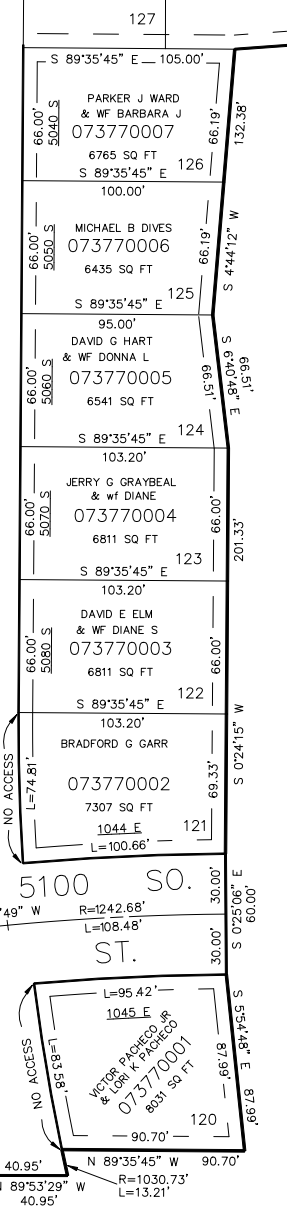 127
S 89°35'45" E 105.00'
PARKER J WARD
& WF BARBARA J
073770007
6765 SQ FT
126
66.00'
5040 S
66.19'
132.38'
S 89°35'45" E
100.00'
MICHAEL B DIVES
073770006
6435 SQ FT
125
66.00'
5050 S
66.19'
S 4°44'12" W
S 89°35'45" E
95.00'
DAVID G HART
& WF DONNA L
073770005
6541 SQ FT
124
66.00'
5060 S
66.51'
S 6°40'48" E
66.51'
S 89°35'45" E
103.20'
JERRY G GRAYBEAL
& wf DIANE
073770004
6811 SQ FT
123
66.00'
5070 S
66.00'
201.33'
S 89°35'45" E
103.20'
DAVID E ELM
& WF DIANE S
073770003
6811 SQ FT
122
66.00'
5080 S
66.00'
S 89°35'45" E
103.20'
BRADFORD G GARR
073770002
7307 SQ FT
1044 E
121
L=100.66'
L=74.81'
69.33'
NO ACCESS
S 0°24'15" W
5100 SO.
30.00'
'49" W
R=1242.68'
L=108.48'
S 0°25'06" E
60.00'
ST.
30.00'
L=95.42'
1045 E
VICTOR PACHECO JR
& LORI K PACHECO
073770001
8031 SQ FT
120
L=83.58'
NO ACCESS
87.99'
S 5°54'48" E
87.99'
90.70'
40.95'
N 89°35'45" W 90.70'
N 89°53'29" W
40.95'
R=1030.73'
L=13.21'